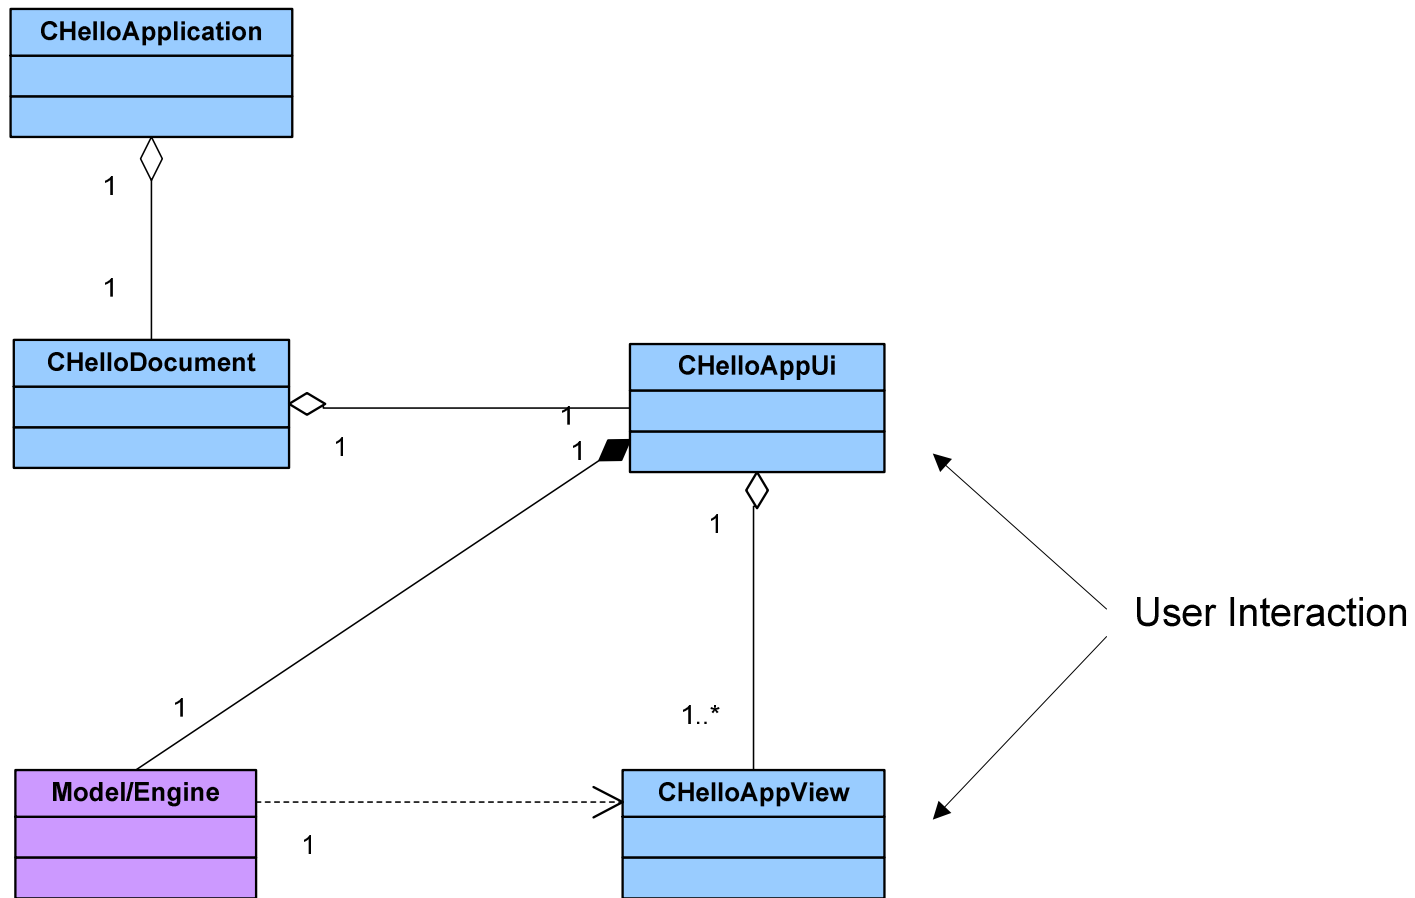 CHelloApplication
1
1
CHelloDocument
CHelloAppUi
1
1
1
1
User Interaction
1
1..*
Model/Engine
CHelloAppView
1